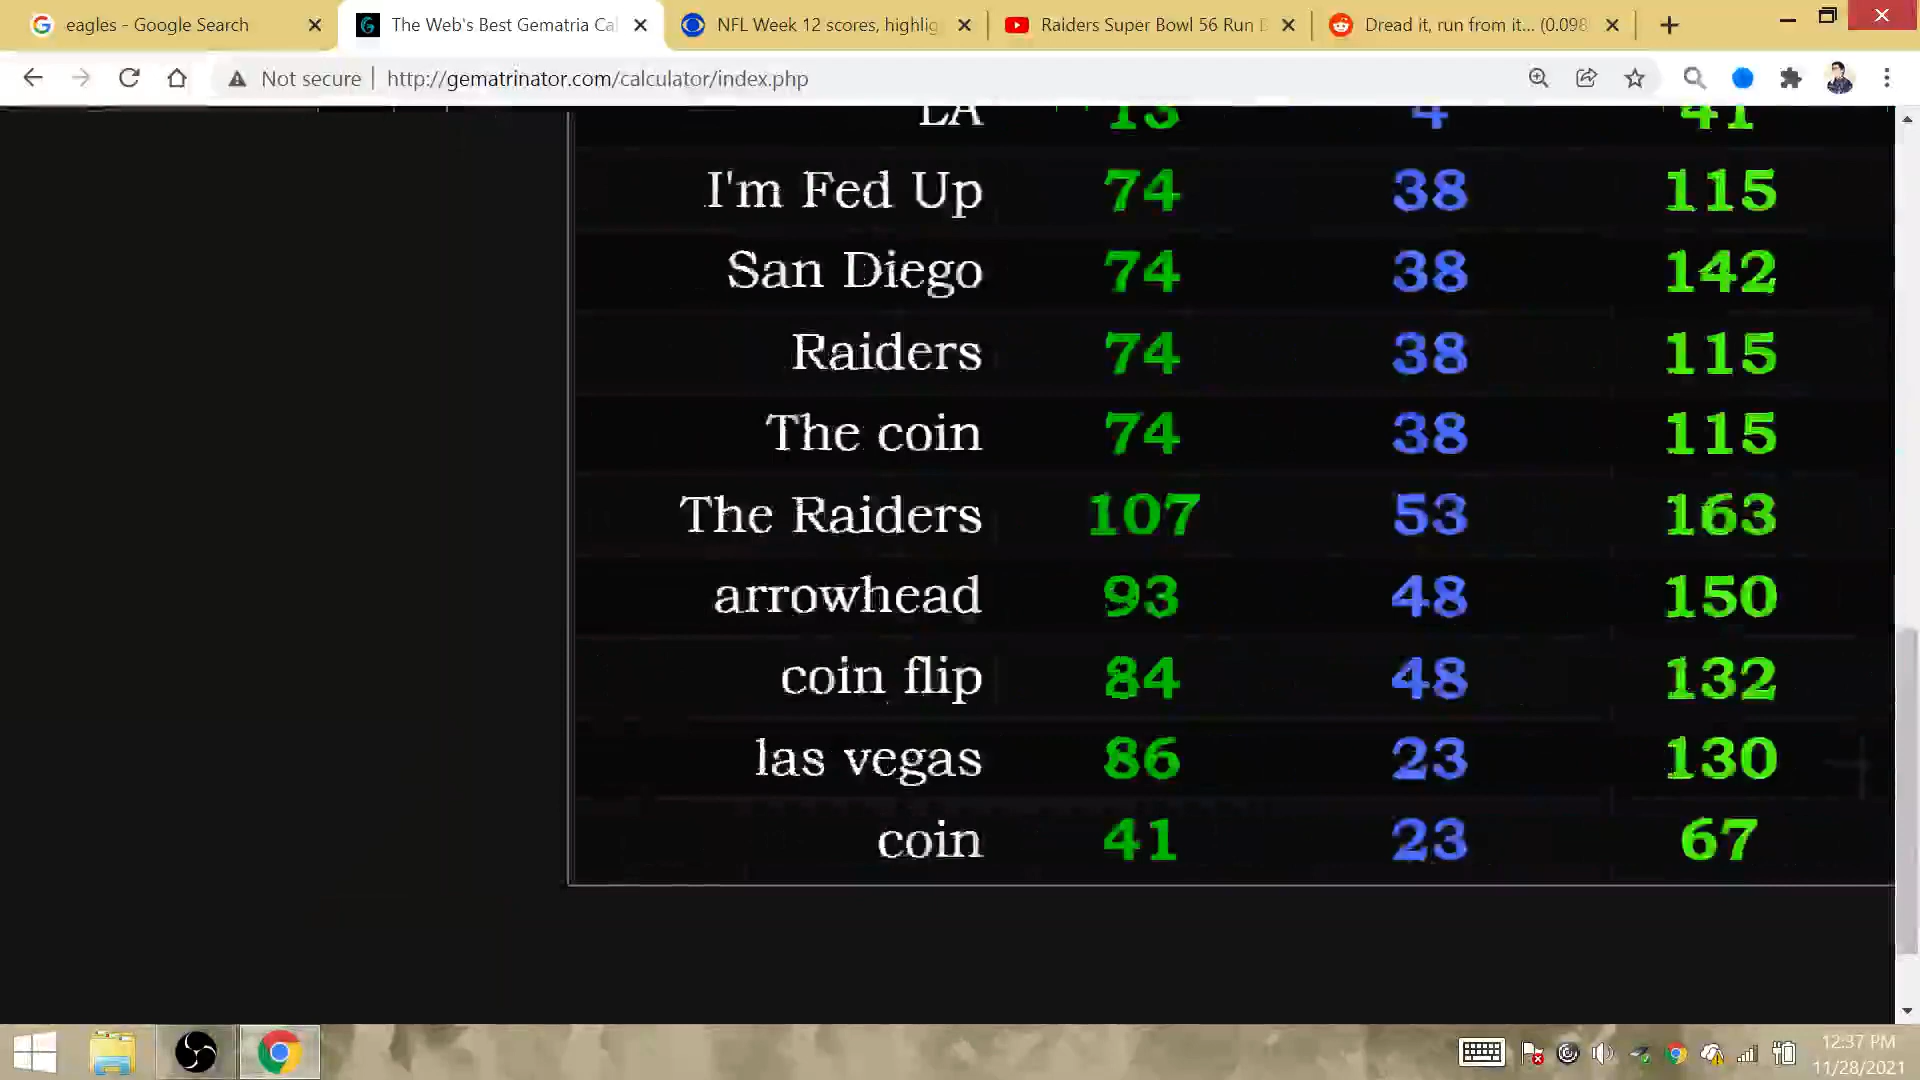 eagles - Google Search
The Web's Best Gematria Cal
NFL Week 12 scores, highlig
Raiders Super Bowl 56 Run D
Dread it, run from it... (0.098
Not secure
http://gematrinator.com/calculator/index.php
LA 13 4 41
I'm Fed Up 74 38 115
San Diego 74 38 142
Raiders 74 38 115
The coin 74 38 115
The Raiders 107 53 163
arrowhead 93 48 150
coin flip 84 48 132
las vegas 86 23 130
coin 41 23 67
12:37 PM
11/28/2021